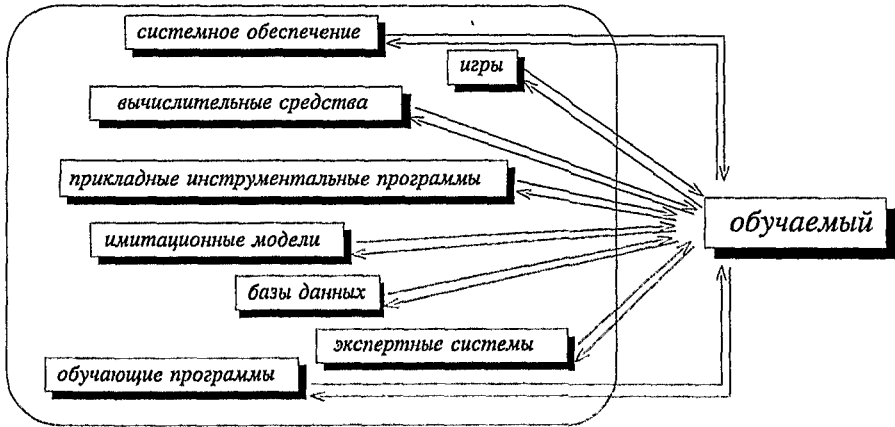 системное обеспечение
игры
вычислительные средства
прикладные инструментальные программы
обучаемый
имитационные модели
базы данных
экспертные системы
обучающие программы